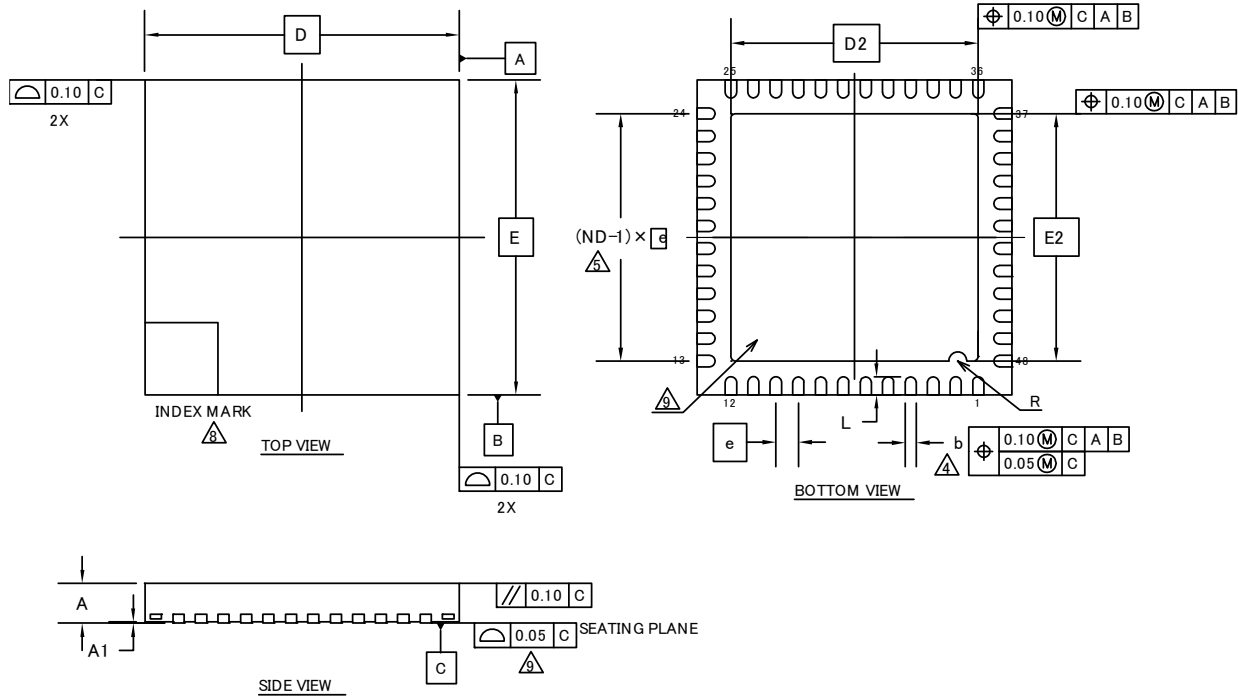 D
A
⌓ 0.10 C
2X
E
INDEX MARK
8
TOP VIEW
B
⌓ 0.10 C
2X
⌖ 0.10 Ⓜ C A B
D2
25
36
⌖ 0.10 Ⓜ C A B
24
37
(ND-1)× e
5
E2
13
48
9
12
1
L
R
e
b
4
⌖ 0.10 Ⓜ C A B
0.05 Ⓜ C
BOTTOM VIEW
A
// 0.10 C
A1
⌓ 0.05 C SEATING PLANE
9
C
SIDE VIEW